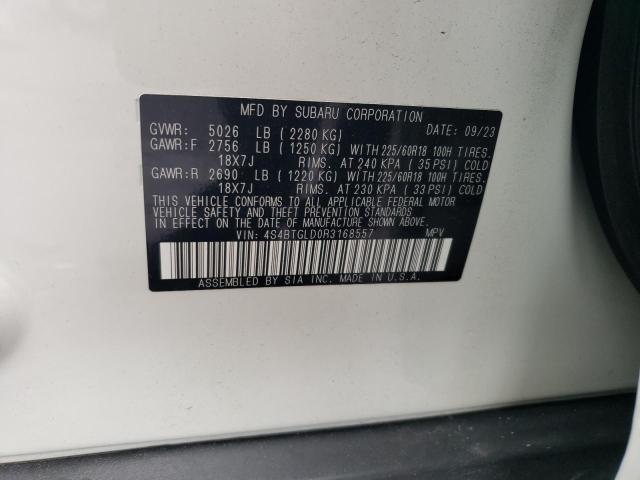 MFD BY SUBARU CORPORATION
GVWR: 5026 LB (2280 KG) DATE: 09/23
GAWR:F 2756 LB (1250 KG) WITH 225/60R18 100H TIRES.
18X7J RIMS. AT 240 KPA (35 PSI) COLD
GAWR:R 2690 LB (1220 KG) WITH 225/60R18 100H TIRES.
18X7J RIMS. AT 230 KPA (33 PSI) COLD
THIS VEHICLE CONFORMS TO ALL APPLICABLE FEDERAL MOTOR
VEHICLE SAFETY AND THEFT PREVENTION STANDARDS IN
EFFECT ON THE DATE OF MANUFACTURE SHOWN ABOVE.
VIN: 4S4BTGLD0R3168557 MPV
ASSEMBLED BY SIA INC. MADE IN U.S.A.